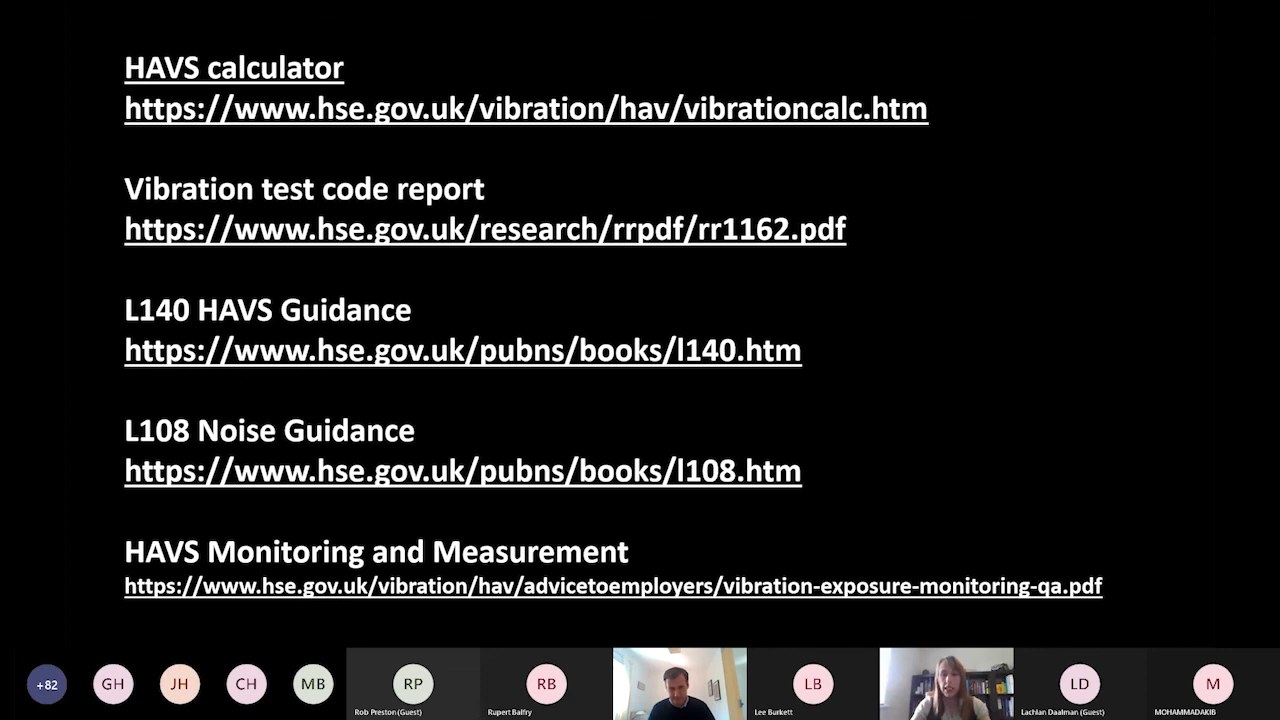 HAVS calculator
https://www.hse.gov.uk/vibration/hav/vibrationcalc.htm
Vibration test code report
https://www.hse.gov.uk/research/rrpdf/rr1162.pdf
L140 HAVS Guidance
https://www.hse.gov.uk/pubns/books/l140.htm
L108 Noise Guidance
https://www.hse.gov.uk/pubns/books/l108.htm
HAVS Monitoring and Measurement
https://www.hse.gov.uk/vibration/hav/advicetoemployers/vibration-exposure-monitoring-qa.pdf
+82 GH JH CH MB RP RB LB LD M
Rob Preston (Guest) Rupert Balfry Lee Burkett Lachlan Daalman (Guest) MOHAMMADAKIB